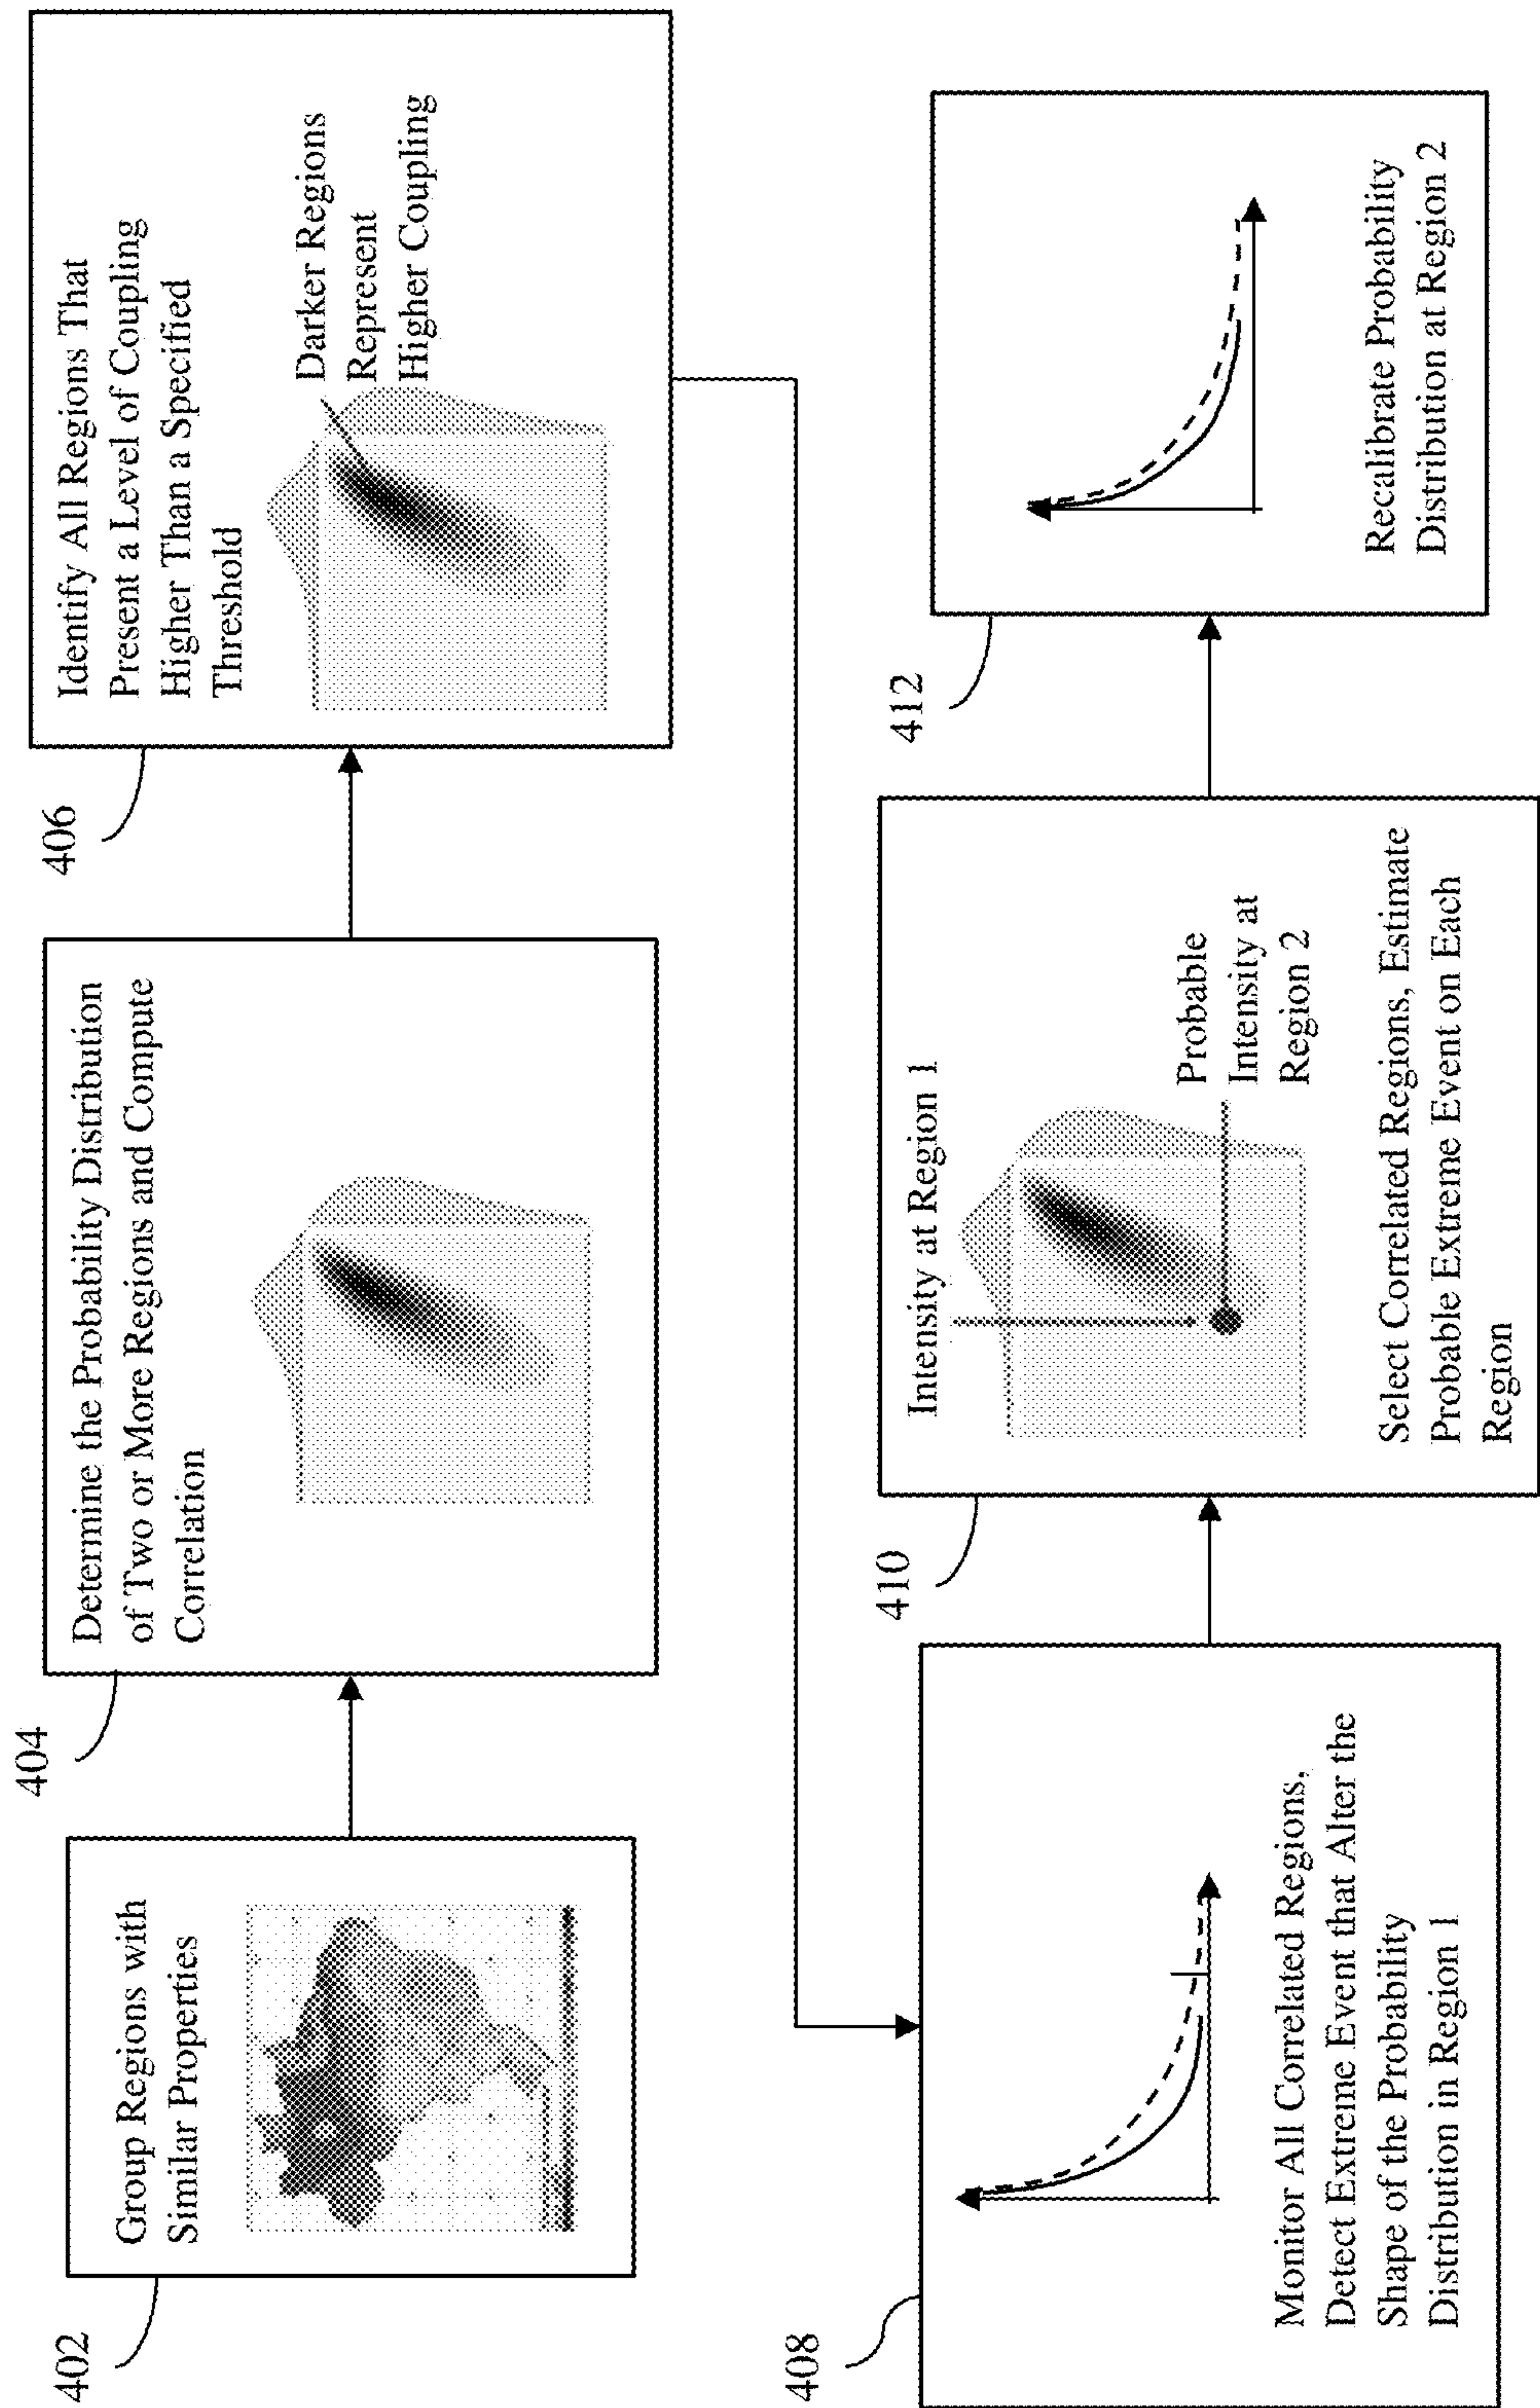 402
Group Regions with
Similar Properties
404
Determine the Probability Distribution
of Two or More Regions and Compute
Correlation
406
Identify All Regions That
Present a Level of Coupling
Higher Than a Specified
Threshold
Darker Regions
Represent
Higher Coupling
408
Monitor All Correlated Regions,
Detect Extreme Event that Alter the
Shape of the Probability
Distribution in Region 1
410
Intensity at Region 1
Probable
Intensity at
Region 2
Select Correlated Regions, Estimate
Probable Extreme Event on Each
Region
412
Recalibrate Probability
Distribution at Region 2